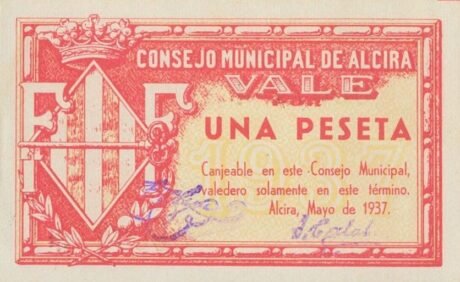 CONSEJO MUNICIPAL DE ALCIRA
VALE
UNA PESETA
Canjeable en este Consejo Municipal,
valedero solamente en este término.
Alcira, Mayo de 1937.